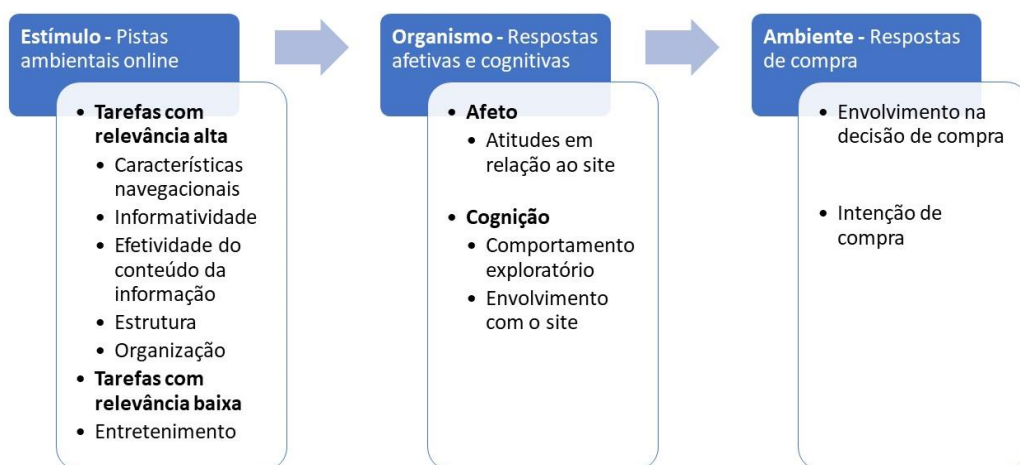 Estímulo - Pistas
ambientais online
• Tarefas com
relevância alta
• Características
navegacionais
• Informatividade
• Efetividade do
conteúdo da
informação
• Estrutura
• Organização
• Tarefas com
relevância baixa
• Entretenimento
Organismo - Respostas
afetivas e cognitivas
• Afeto
• Atitudes em
relação ao site
• Cognição
• Comportamento
exploratório
• Envolvimento
com o site
Ambiente - Respostas
de compra
• Envolvimento na
decisão de compra
• Intenção de
compra